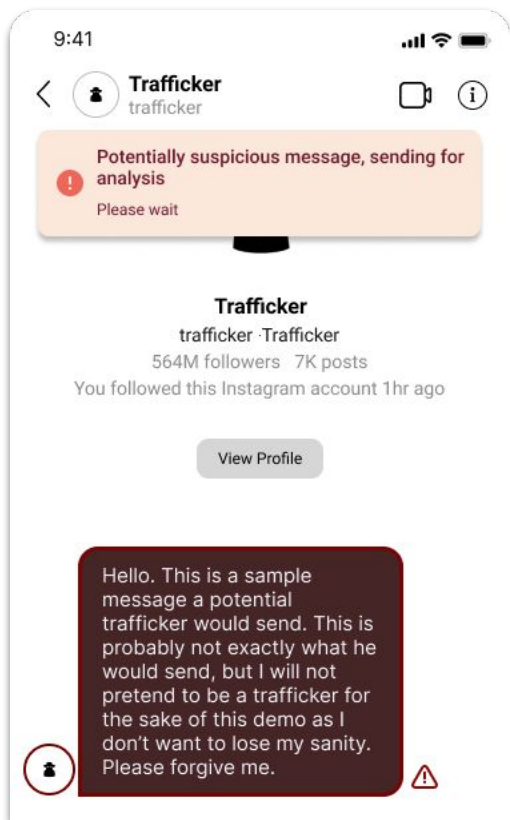 9:41
Trafficker
trafficker
Potentially suspicious message, sending for
analysis
Please wait
Trafficker
trafficker ·Trafficker
564M followers 7K posts
You followed this Instagram account 1hr ago
View Profile
Hello. This is a sample
message a potential
trafficker would send. This is
probably not exactly what he
would send, but I will not
pretend to be a trafficker for
the sake of this demo as I
don't want to lose my sanity.
Please forgive me.